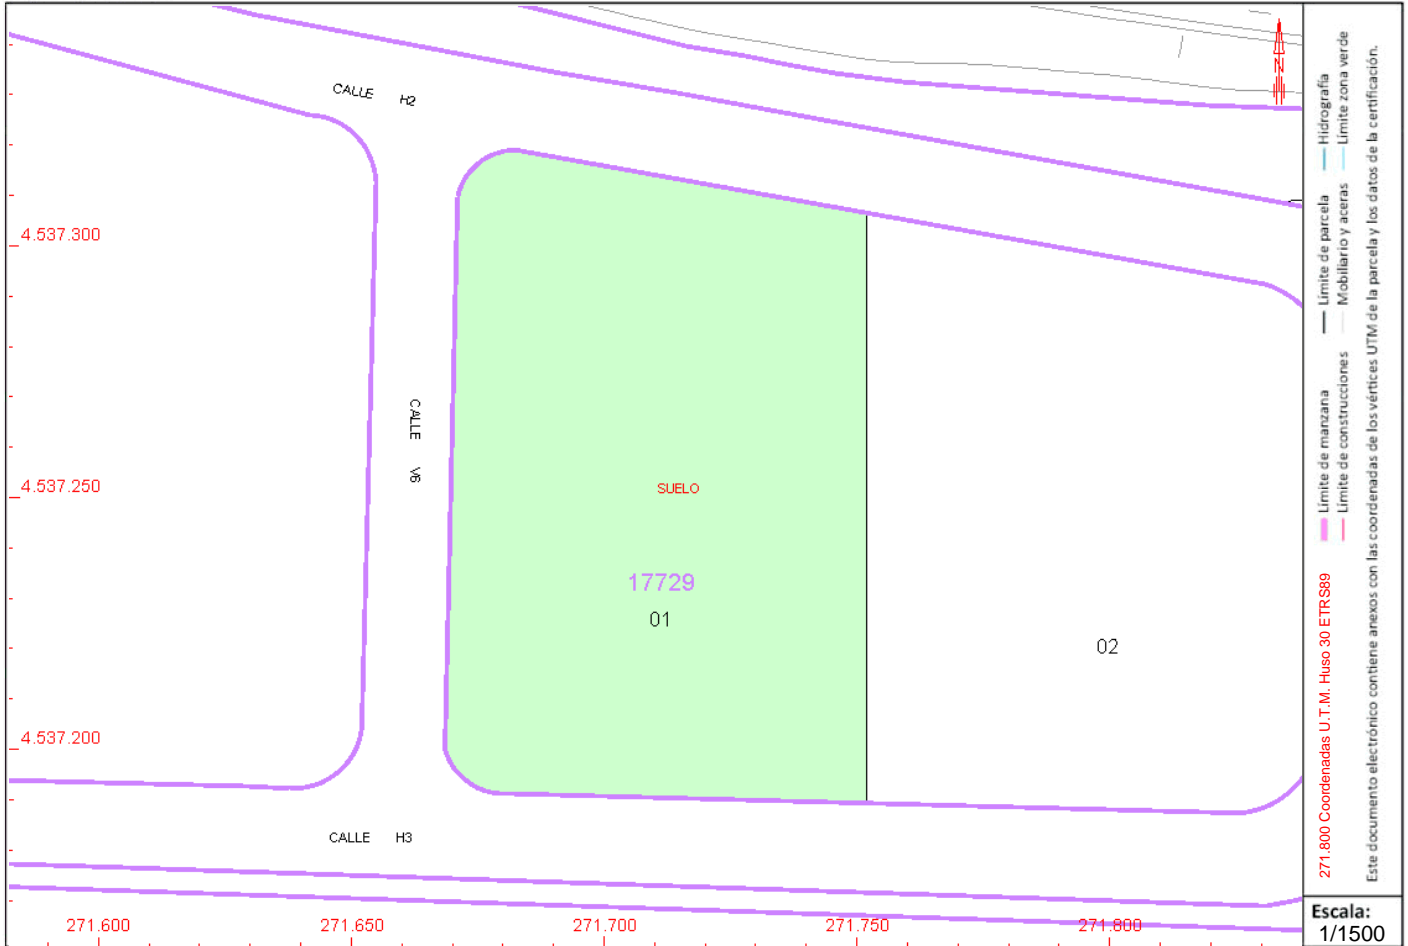 CALLE H2
4.537.300
CALLE V6
4.537.250
SUELO
17729
01
02
4.537.200
CALLE H3
271.600
271.650
271.700
271.750
271.800
N
271.800 Coordenadas U.T.M. Huso 30 ETRS89
Límite de manzana
Límite de parcela
Hidrografía
Límite de construcciones
Mobiliario y aceras
Límite zona verde
Este documento electrónico contiene anexos con las coordenadas de los vértices UTM de la parcela y los datos de la certificación.
Escala:
1/1500